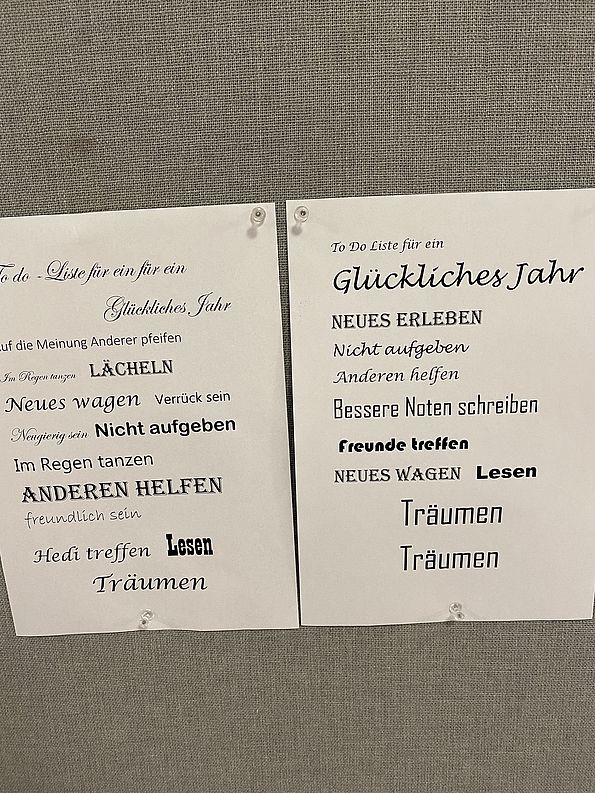 To do - Liste für ein für ein
Glückliches Jahr
Auf die Meinung Anderer pfeifen
Im Regen tanzen LÄCHELN
Neues wagen Verrück sein
Neugierig sein Nicht aufgeben
Im Regen tanzen
ANDEREN HELFEN
freundlich sein
Hedi treffen Lesen
Träumen
To Do Liste für ein
Glückliches Jahr
NEUES ERLEBEN
Nicht aufgeben
Anderen helfen
Bessere Noten schreiben
Freunde treffen
NEUES WAGEN Lesen
Träumen
Träumen